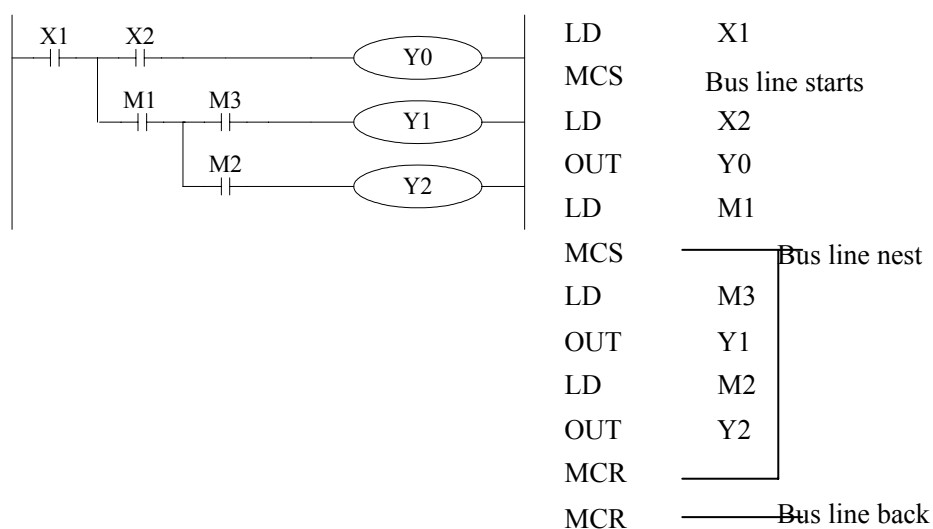 X1 X2 Y0
M1 M3 Y1
M2 Y2
LD X1
MCS Bus line starts
LD X2
OUT Y0
LD M1
MCS Bus line nest
LD M3
OUT Y1
LD M2
OUT Y2
MCR
MCR Bus line back